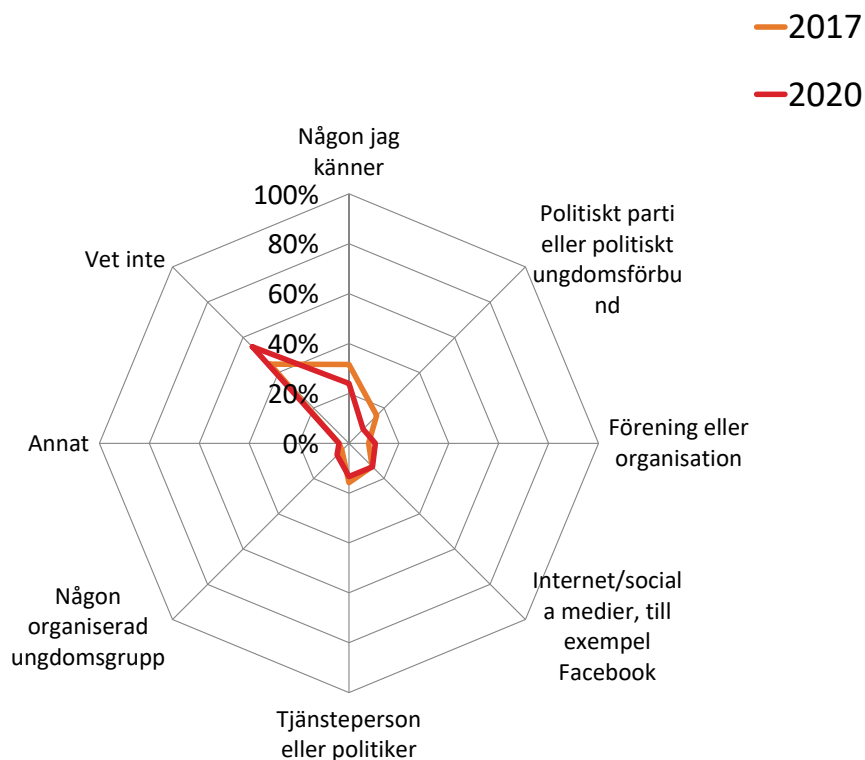 2017
2020
Någon jag
känner
100%
80%
60%
40%
20%
0%
Politiskt parti
eller politiskt
ungdomsförbu
nd
Förening eller
organisation
Internet/social
a medier, till
exempel
Facebook
Tjänsteperson
eller politiker
Någon
organiserad
ungdomsgrupp
Annat
Vet inte